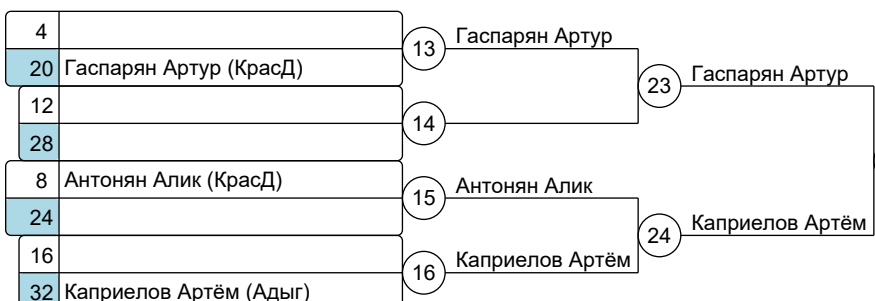 4
Гаспарян Артур
13
20 Гаспарян Артур (КрасД)
Гаспарян Артур
23
12
14
28
8 Антонян Алик (КрасД)
Антонян Алик
15
24
Каприелов Артём
24
16
Каприелов Артём
16
32 Каприелов Артём (Адыг)